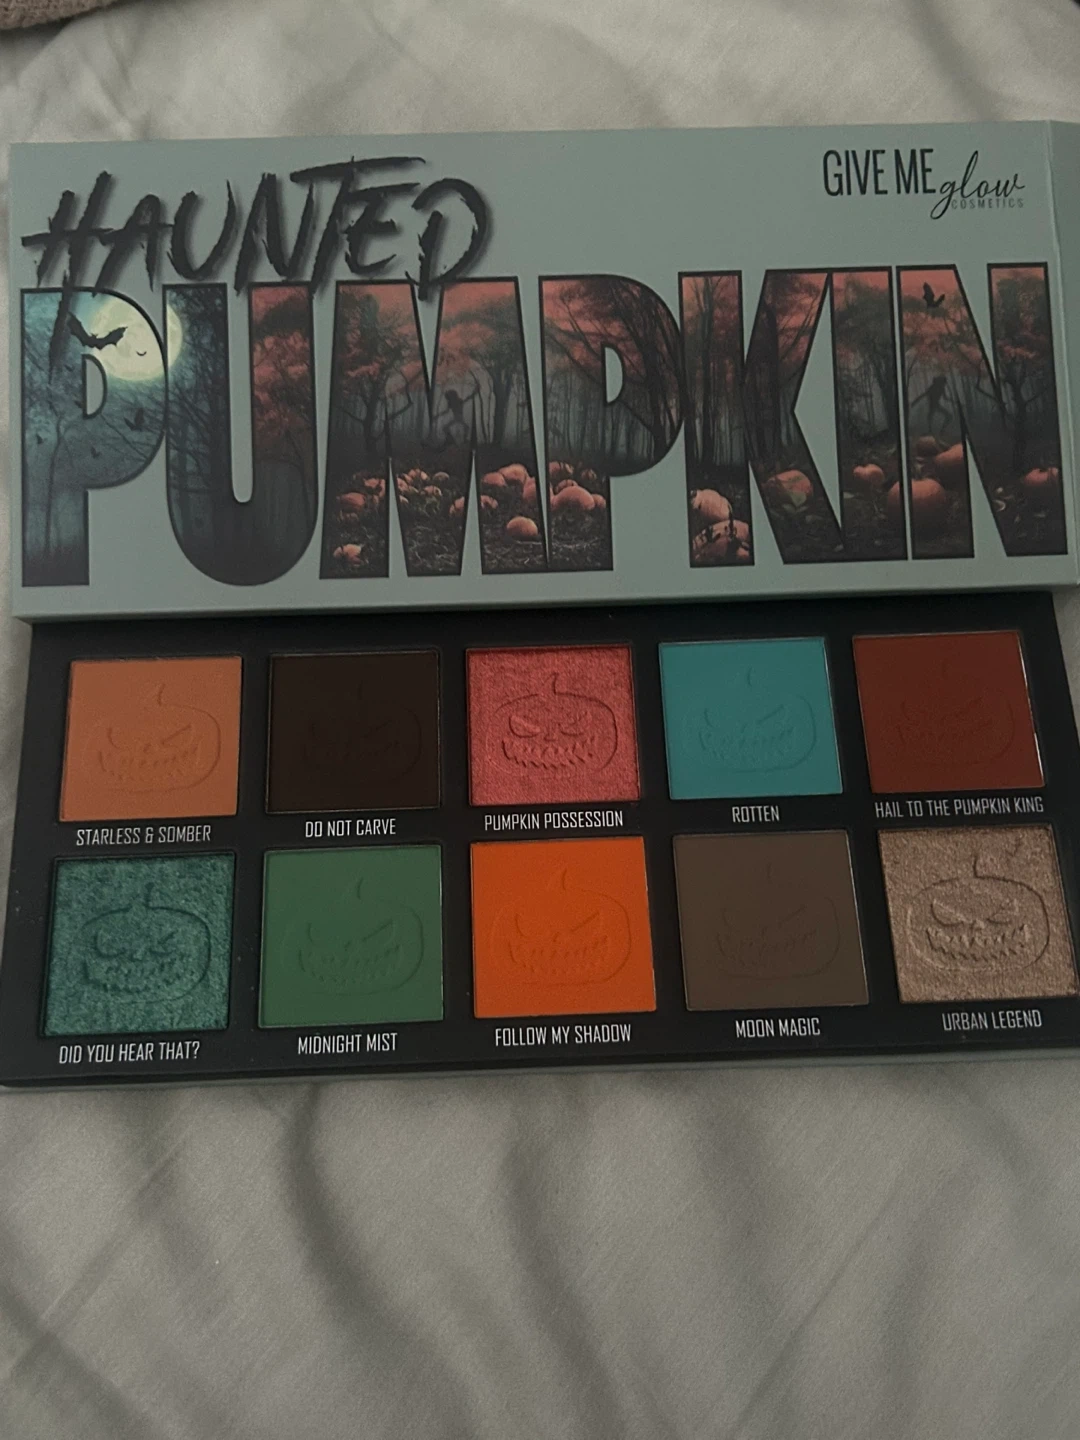 HAUNTED
GIVE ME glow
COSMETICS
PUMPKIN
STARLESS & SOMBER
DO NOT CARVE
PUMPKIN POSSESSION
ROTTEN
HAIL TO THE PUMPKIN KING
DID YOU HEAR THAT?
MIDNIGHT MIST
FOLLOW MY SHADOW
MOON MAGIC
URBAN LEGEND